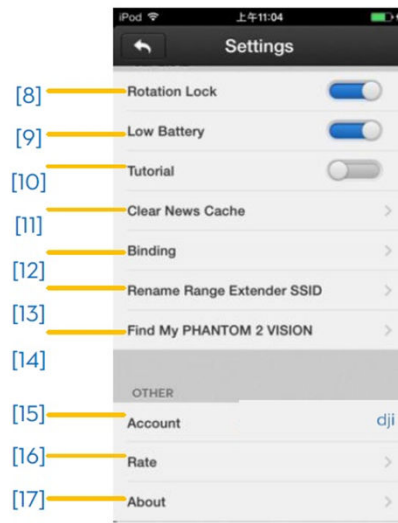 iPod 上午11:04
Settings
[8] Rotation Lock
[9] Low Battery
[10] Tutorial
[11] Clear News Cache
[12] Binding
[13] Rename Range Extender SSID
[14] Find My PHANTOM 2 VISION
OTHER
[15] Account dji
[16] Rate
[17] About